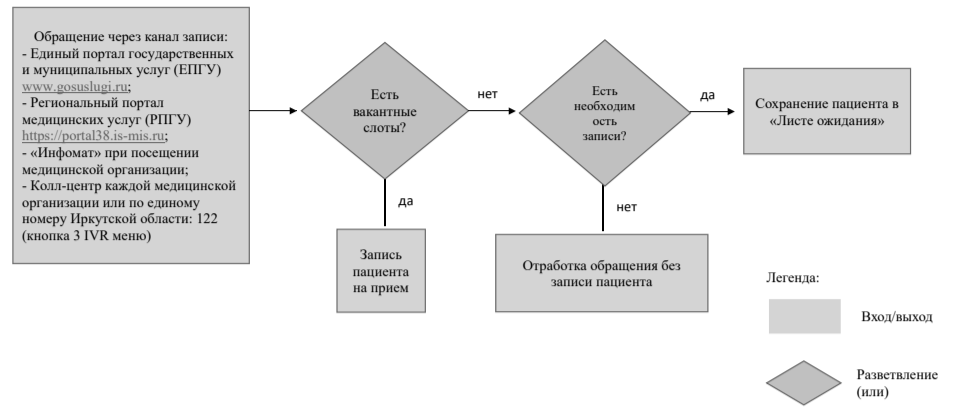 Обращение через канал записи:
- Единый портал государственных
и муниципальных услуг (ЕПГУ)
www.gosuslugi.ru;
- Региональный портал
медицинских услуг (РПГУ)
https://portal38.is-mis.ru;
- «Инфомат» при посещении
медицинской организации;
- Колл-центр каждой медицинской
организации или по единому
номеру Иркутской области: 122
(кнопка 3 IVR меню)
Есть
вакантные
слоты?
да
Запись
пациента
на прием
нет
Есть
необходим
ость
записи?
нет
Отработка обращения без
записи пациента
да
Сохранение пациента в
«Листе ожидания»
Легенда:
Вход/выход
Разветвление
(или)